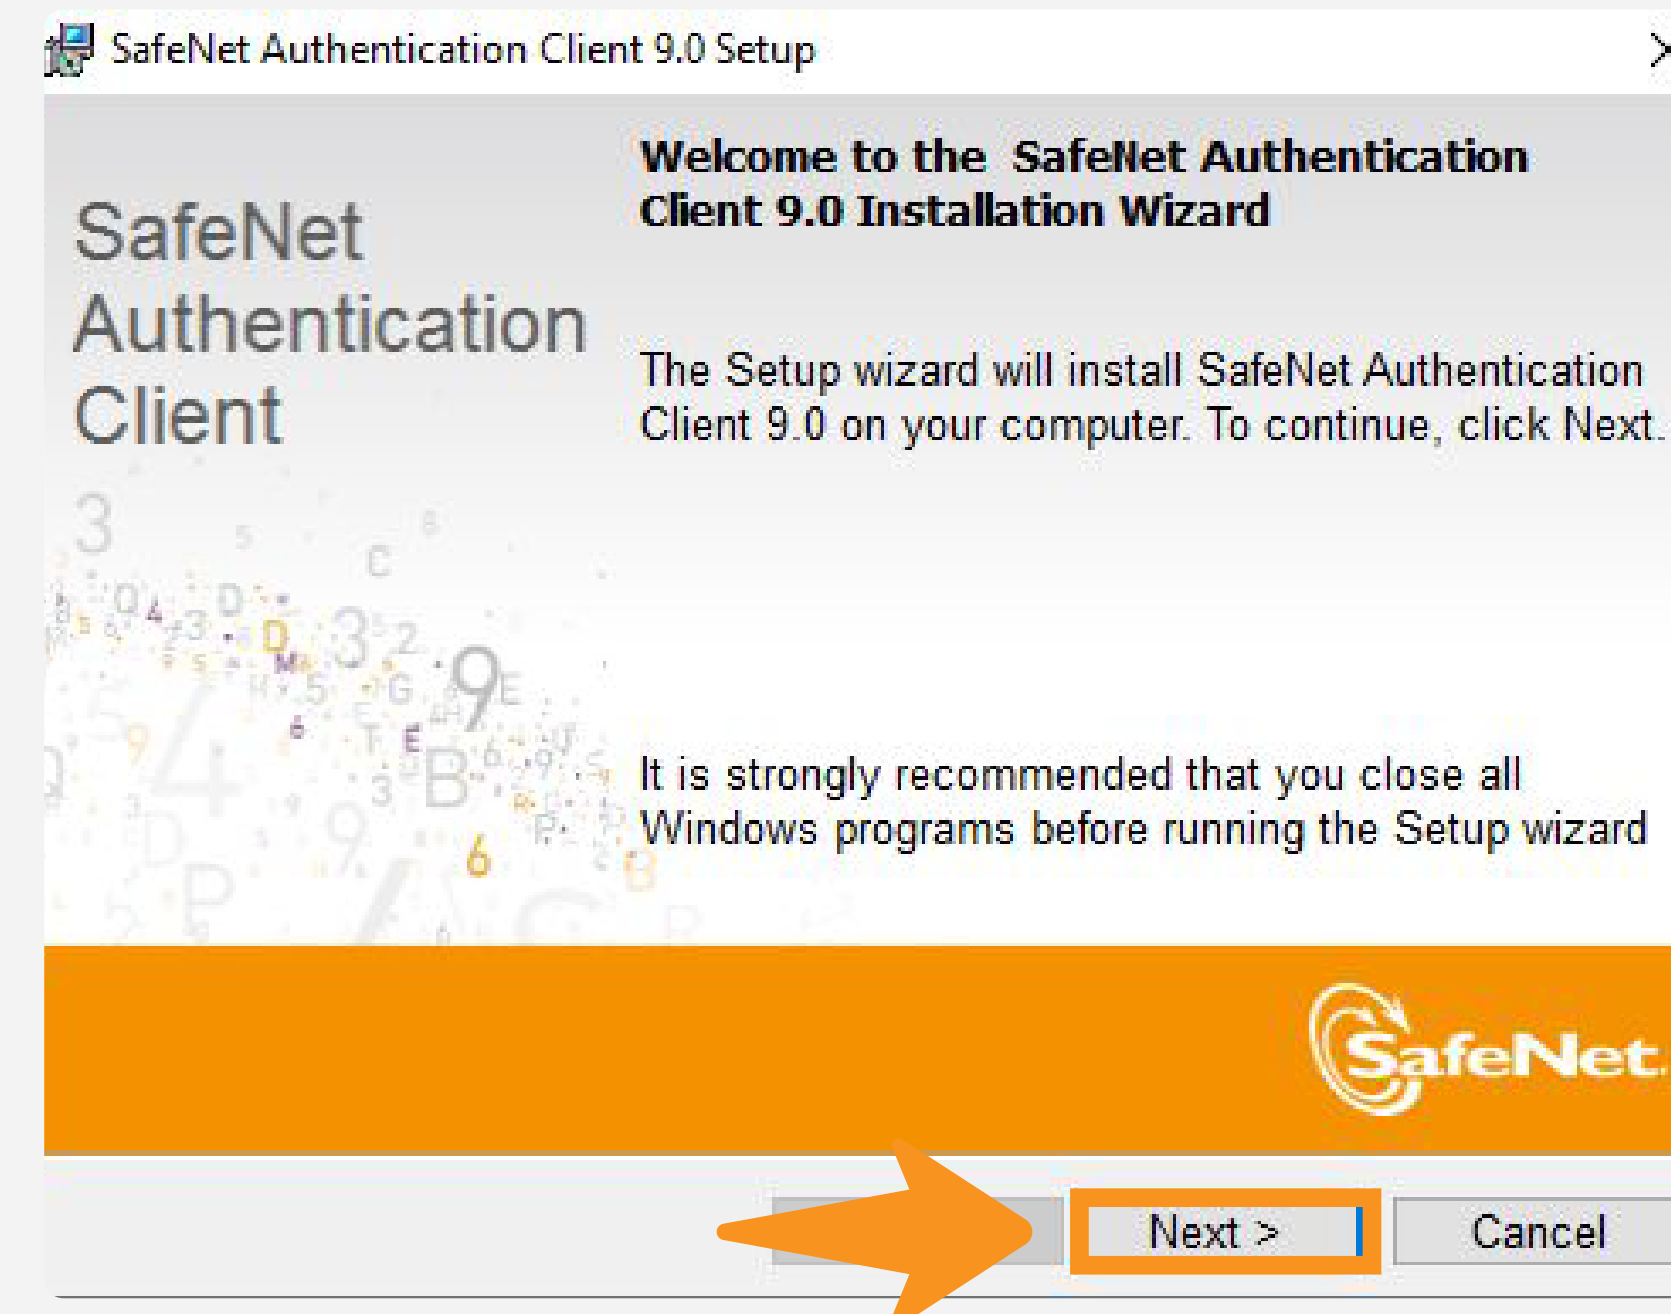 SafeNet Authentication Client 9.0 Setup
Welcome to the SafeNet Authentication
Client 9.0 Installation Wizard
SafeNet
Authentication
Client
The Setup wizard will install SafeNet Authentication
Client 9.0 on your computer. To continue, click Next.
It is strongly recommended that you close all
Windows programs before running the Setup wizard
SafeNet.
Next >
Cancel